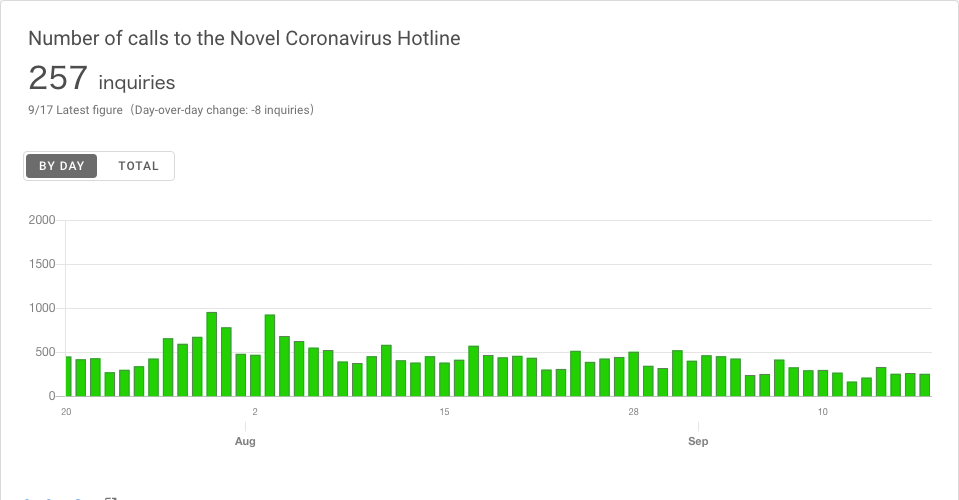 Number of calls to the Novel Coronavirus Hotline
257 inquiries
9/17 Latest figure（Day-over-day change: -8 inquiries）
BY DAY TOTAL
2000
1500
1000
500
0
20 2 15 28 10
Aug Sep